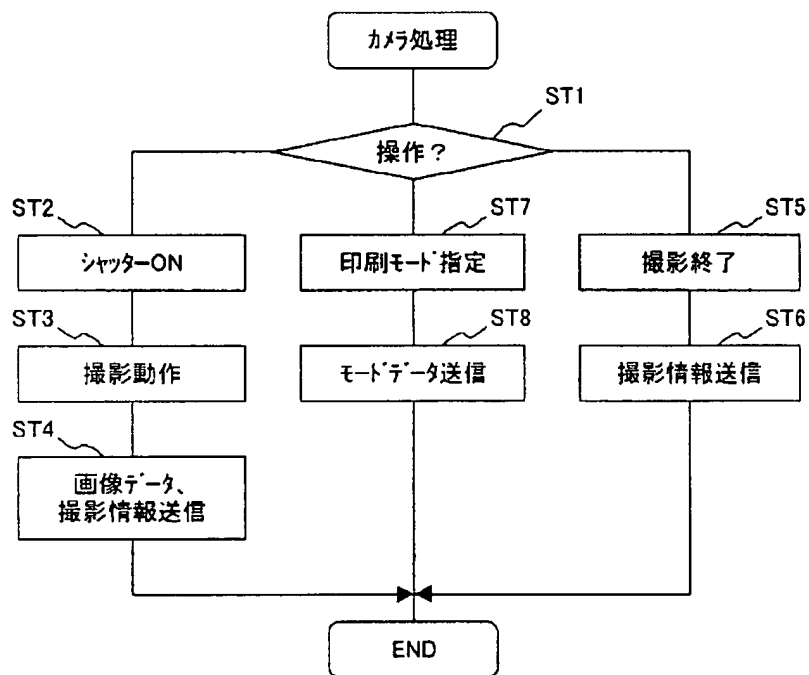 カメラ処理
ST1
操作?
ST2
シャッターON
ST7
印刷モード指定
ST5
撮影終了
ST3
撮影動作
ST8
モードデータ送信
ST6
撮影情報送信
ST4
画像データ、
撮影情報送信
END